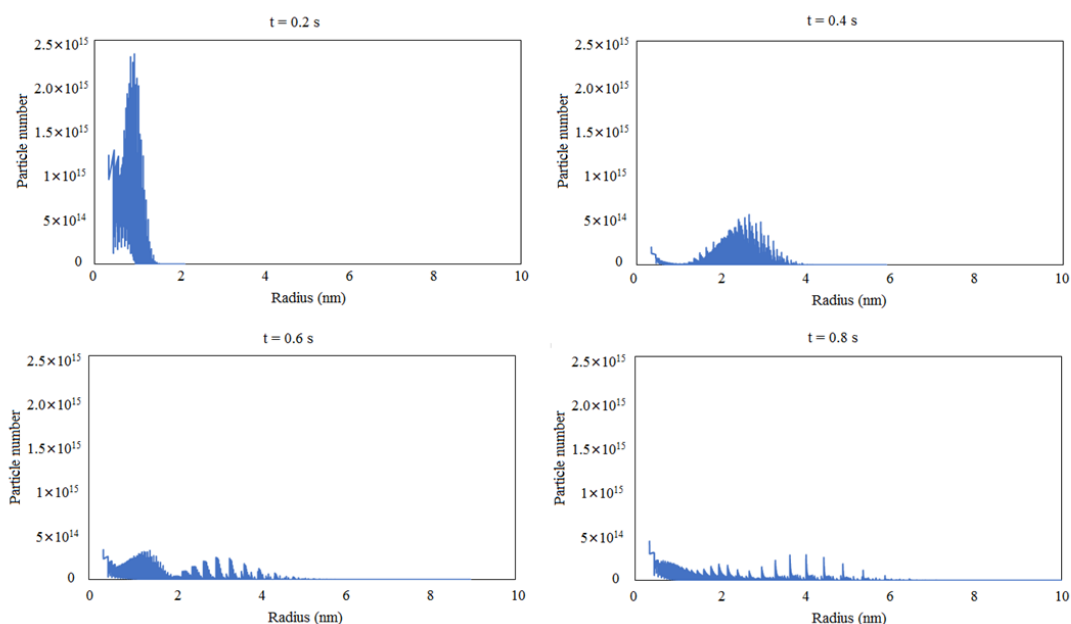 t = 0.2 s
2.5×10¹⁵
2.0×10¹⁵
1.5×10¹⁵
1×10¹⁵
5×10¹⁴
0
Particle number
0 2 4 6 8 10
Radius (nm)
t = 0.4 s
2.5×10¹⁵
2.0×10¹⁵
1.5×10¹⁵
1×10¹⁵
5×10¹⁴
0
Particle number
0 2 4 6 8 10
Radius (nm)
t = 0.6 s
2.5×10¹⁵
2.0×10¹⁵
1.5×10¹⁵
1×10¹⁵
5×10¹⁴
0
Particle number
0 2 4 6 8 10
Radius (nm)
t = 0.8 s
2.5×10¹⁵
2.0×10¹⁵
1.5×10¹⁵
1×10¹⁵
5×10¹⁴
0
Particle number
0 2 4 6 8 10
Radius (nm)